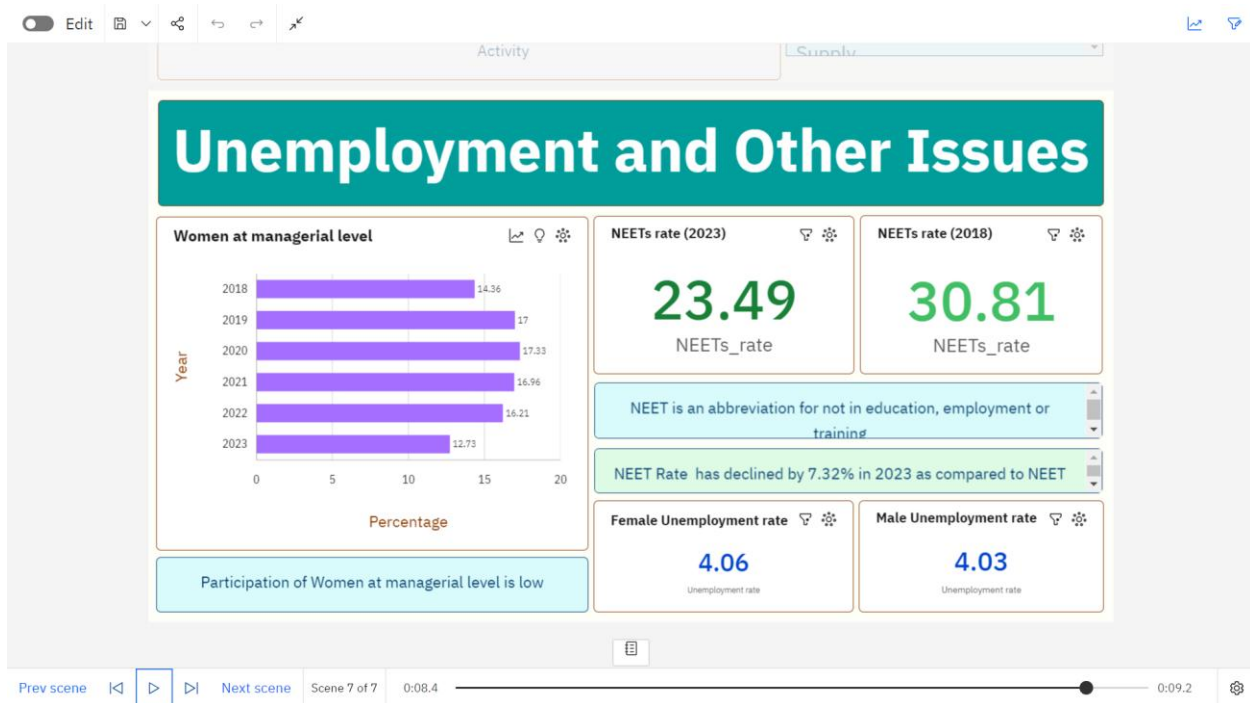 Edit
Activity
Supply
Unemployment and Other Issues
Women at managerial level
Year
2018
14.36
2019
17
2020
17.33
2021
16.96
2022
16.21
2023
12.73
0 5 10 15 20
Percentage
Participation of Women at managerial level is low
NEETs rate (2023)
23.49
NEETs_rate
NEETs rate (2018)
30.81
NEETs_rate
NEET is an abbreviation for not in education, employment or
training
NEET Rate has declined by 7.32% in 2023 as compared to NEET
Female Unemployment rate
4.06
Unemployment rate
Male Unemployment rate
4.03
Unemployment rate
Prev scene
Next scene
Scene 7 of 7
0:08.4
0:09.2